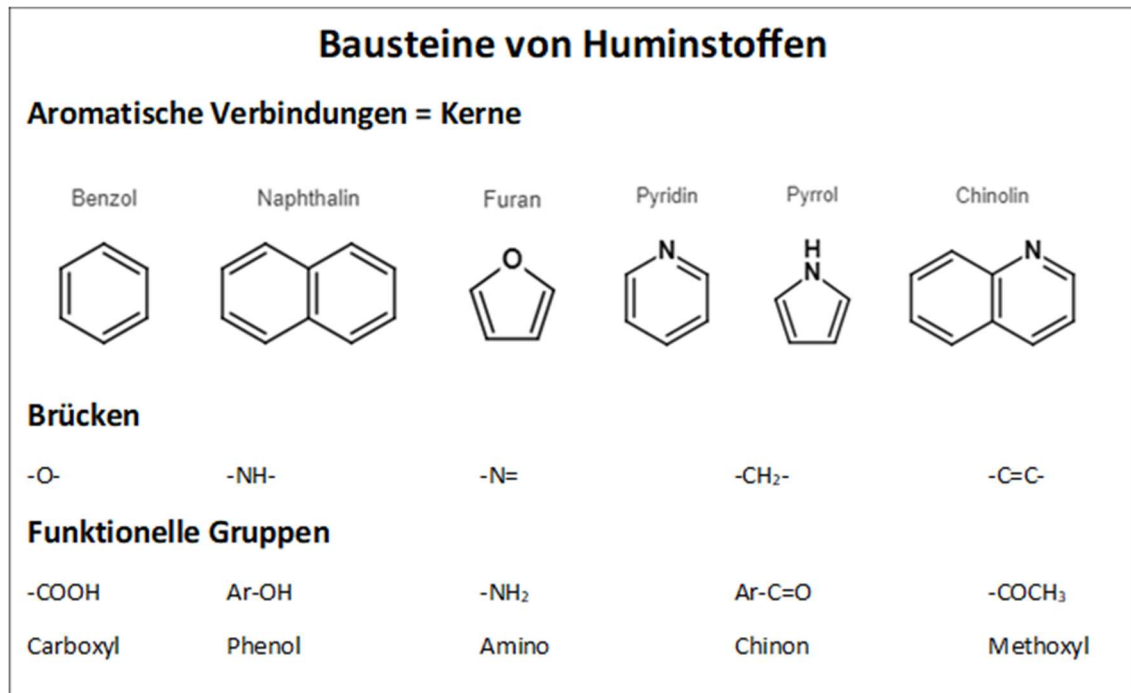 Bausteine von Huminstoffen
Aromatische Verbindungen = Kerne
Benzol Naphthalin Furan Pyridin Pyrrol Chinolin
O N H N N
Brücken
-O- -NH- -N= -CH₂- -C=C-
Funktionelle Gruppen
-COOH Ar-OH -NH₂ Ar-C=O -COCH₃
Carboxyl Phenol Amino Chinon Methoxyl